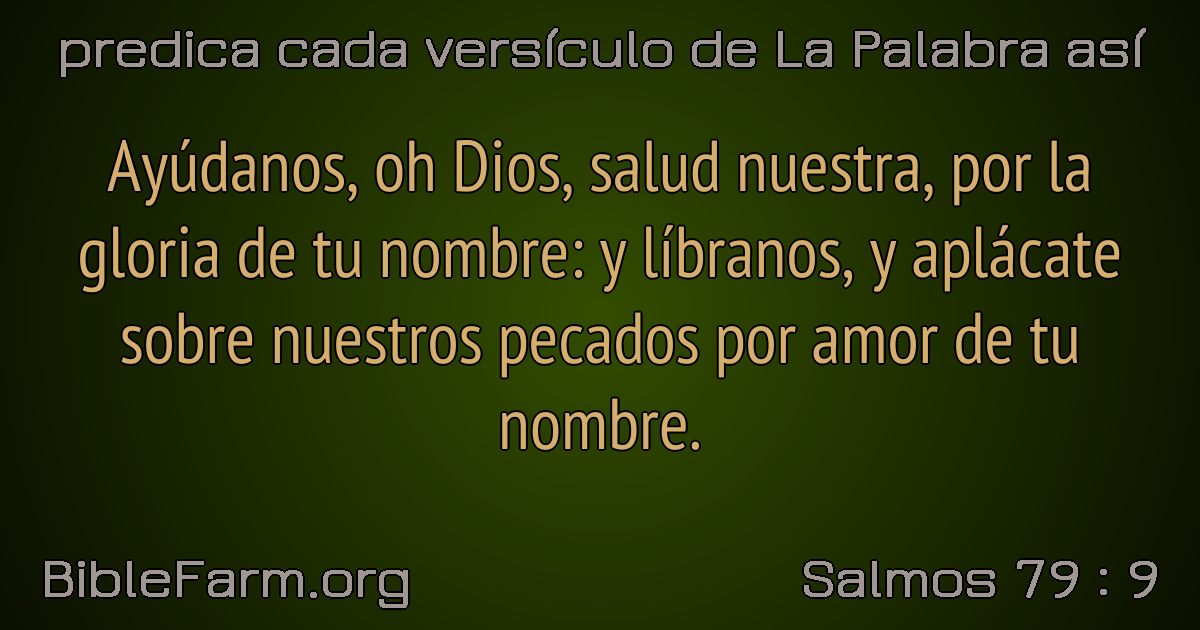 predica cada versículo de La Palabra así
Ayúdanos, oh Dios, salud nuestra, por la
gloria de tu nombre: y líbranos, y aplácate
sobre nuestros pecados por amor de tu
nombre.
BibleFarm.org
Salmos 79 : 9